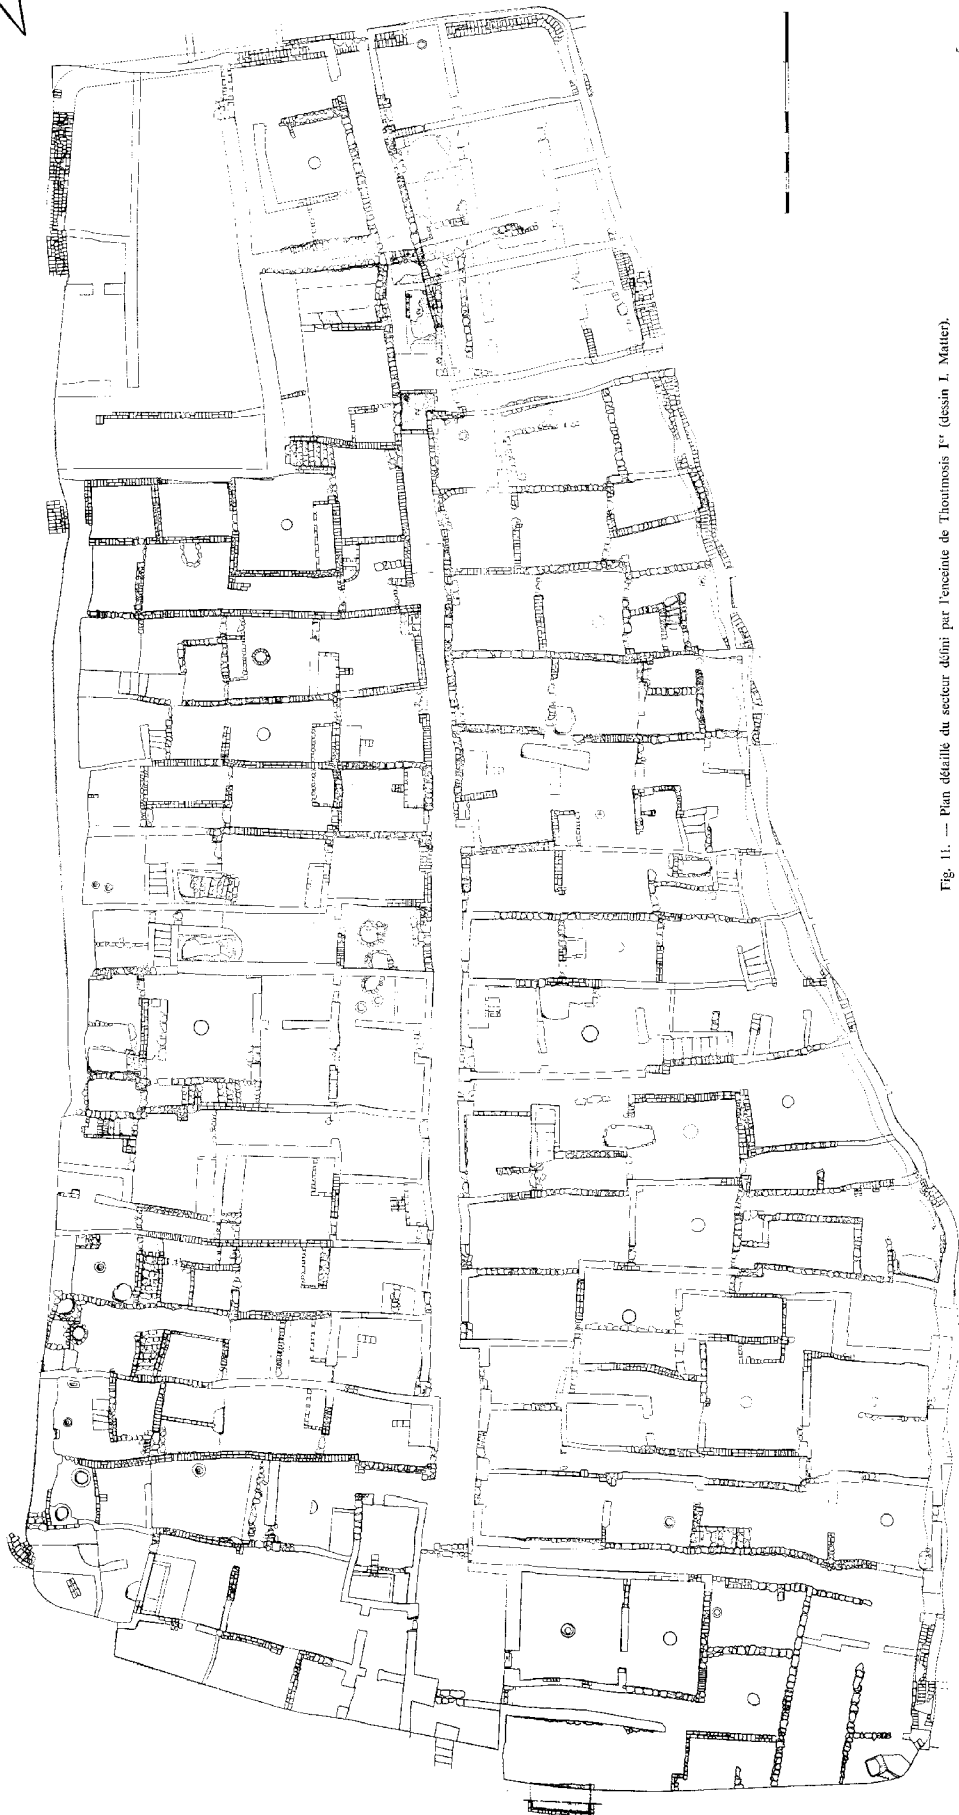 Fig. 11. — Plan détaillé du secteur défini par l'enceinte de Thoutmosis Iᵉʳ (dessin I. Matter).